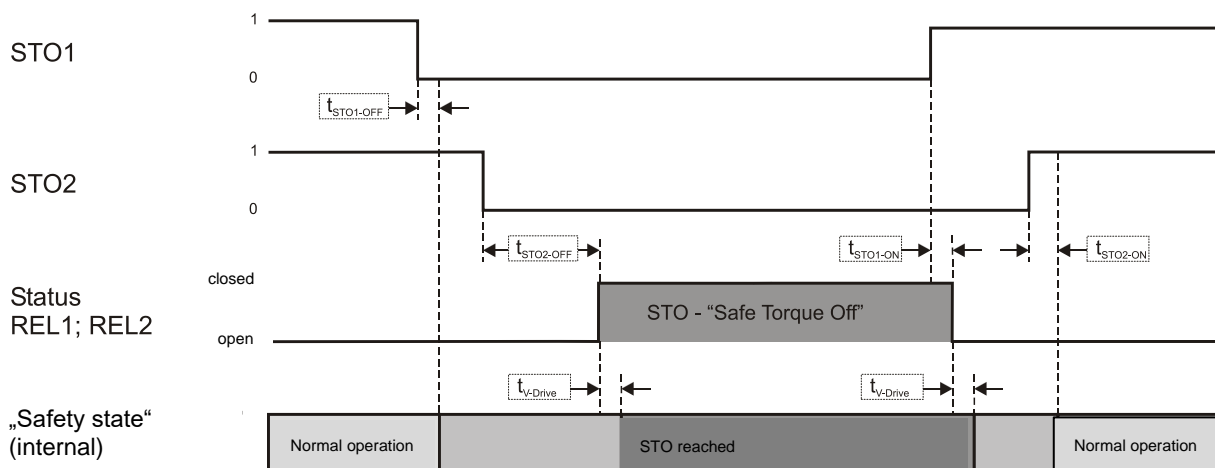 STO1
1
0
tSTO1-OFF
STO2
1
0
tSTO2-OFF
tSTO1-ON
tSTO2-ON
Status
REL1; REL2
closed
open
STO - “Safe Torque Off”
tV-Drive
tV-Drive
„Safety state“
(internal)
Normal operation
STO reached
Normal operation